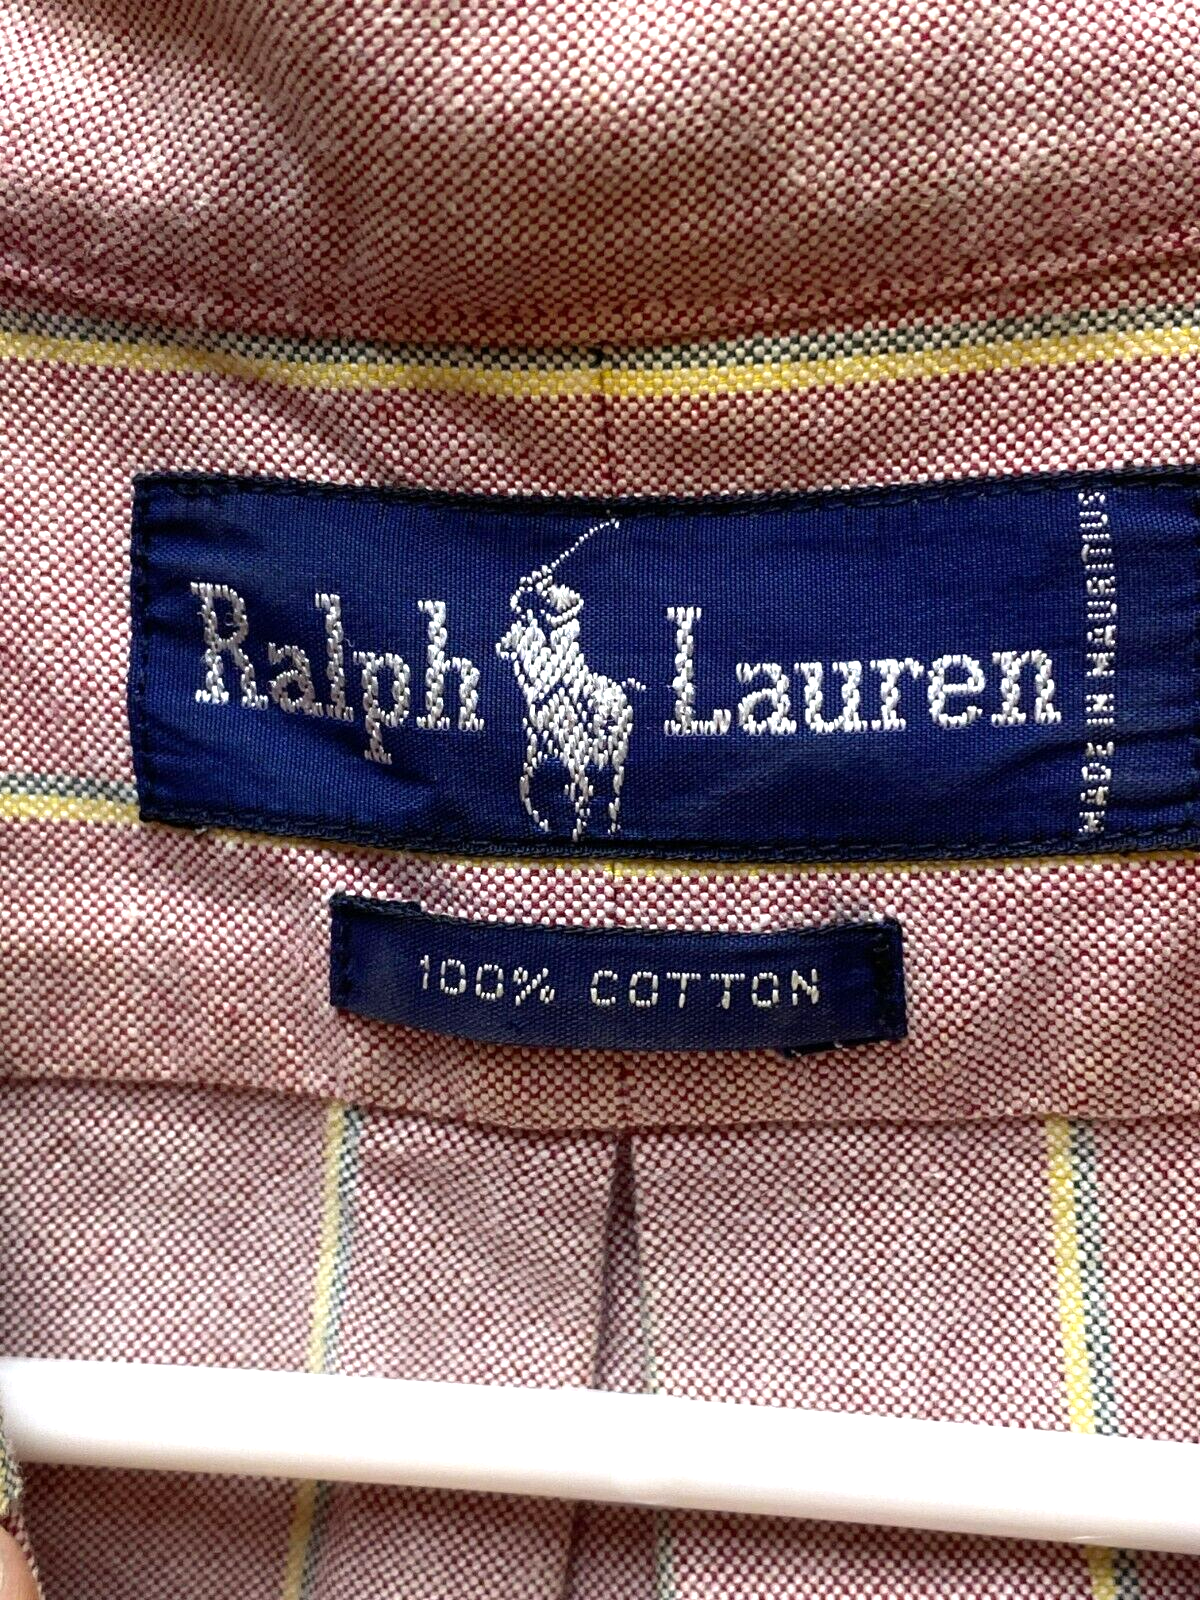 Ralph Lauren
MADE IN MAURITIUS
100% COTTON